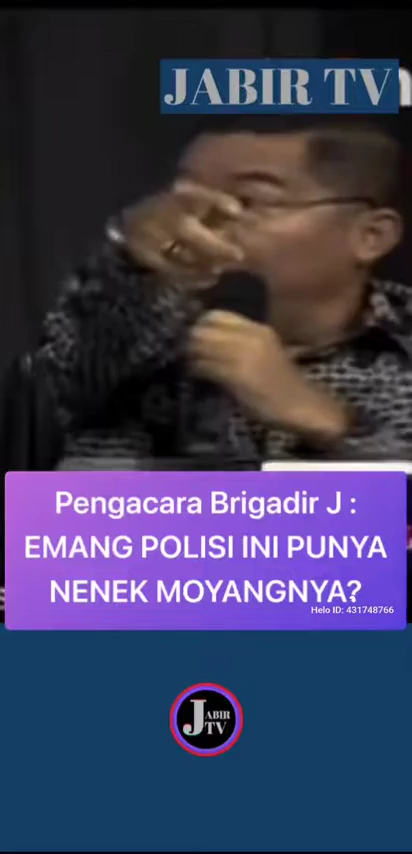 JABIR TV
Pengacara Brigadir J :
EMANG POLISI INI PUNYA
NENEK MOYANGNYA?
Helo ID: 431748766
JABIR
TV